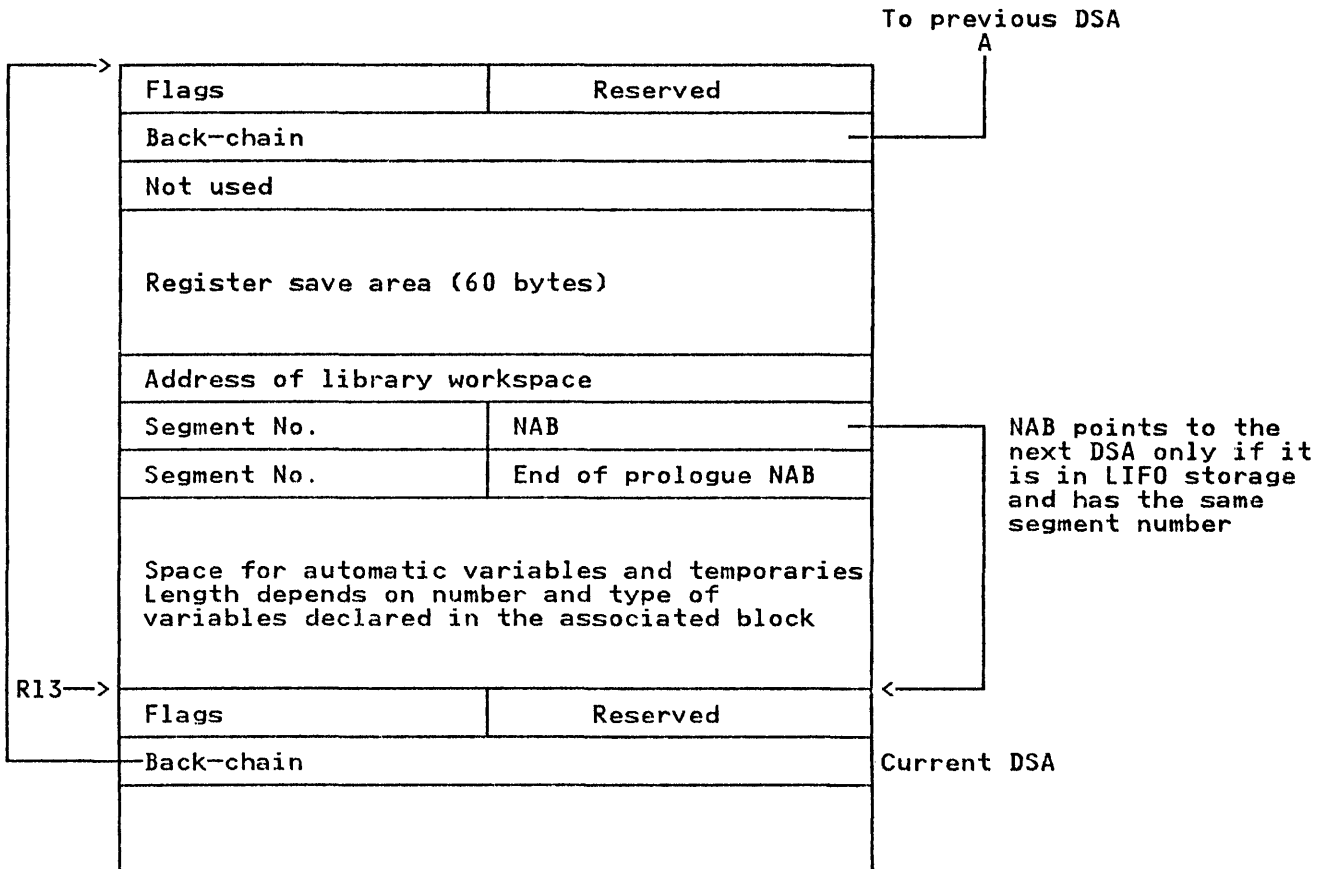 To previous DSA
A
Flags Reserved
Back-chain
Not used
Register save area (60 bytes)
Address of library workspace
Segment No. NAB
Segment No. End of prologue NAB
NAB points to the
next DSA only if it
is in LIFO storage
and has the same
segment number
Space for automatic variables and temporaries
Length depends on number and type of
variables declared in the associated block
R13—>
Flags Reserved
Back-chain
Current DSA